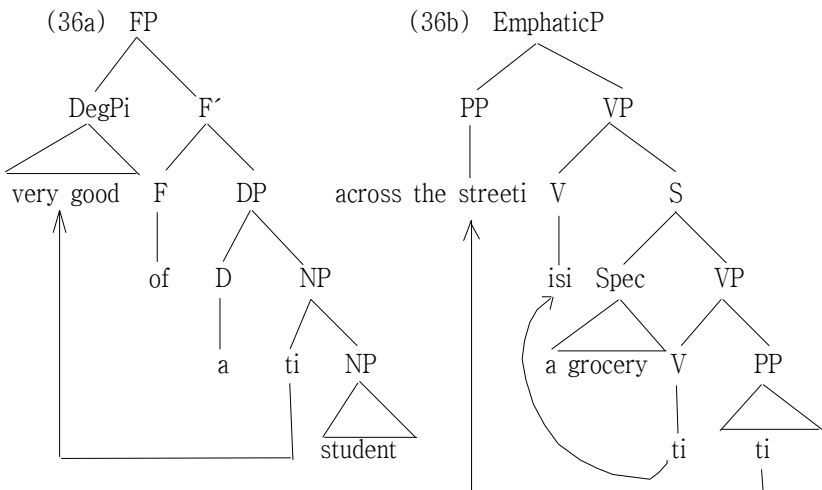 (36a) FP (36b) EmphaticP
DegPi F´ PP VP
very good F DP across the streeti V S
of D NP isi Spec VP
a ti NP a grocery V PP
student ti ti